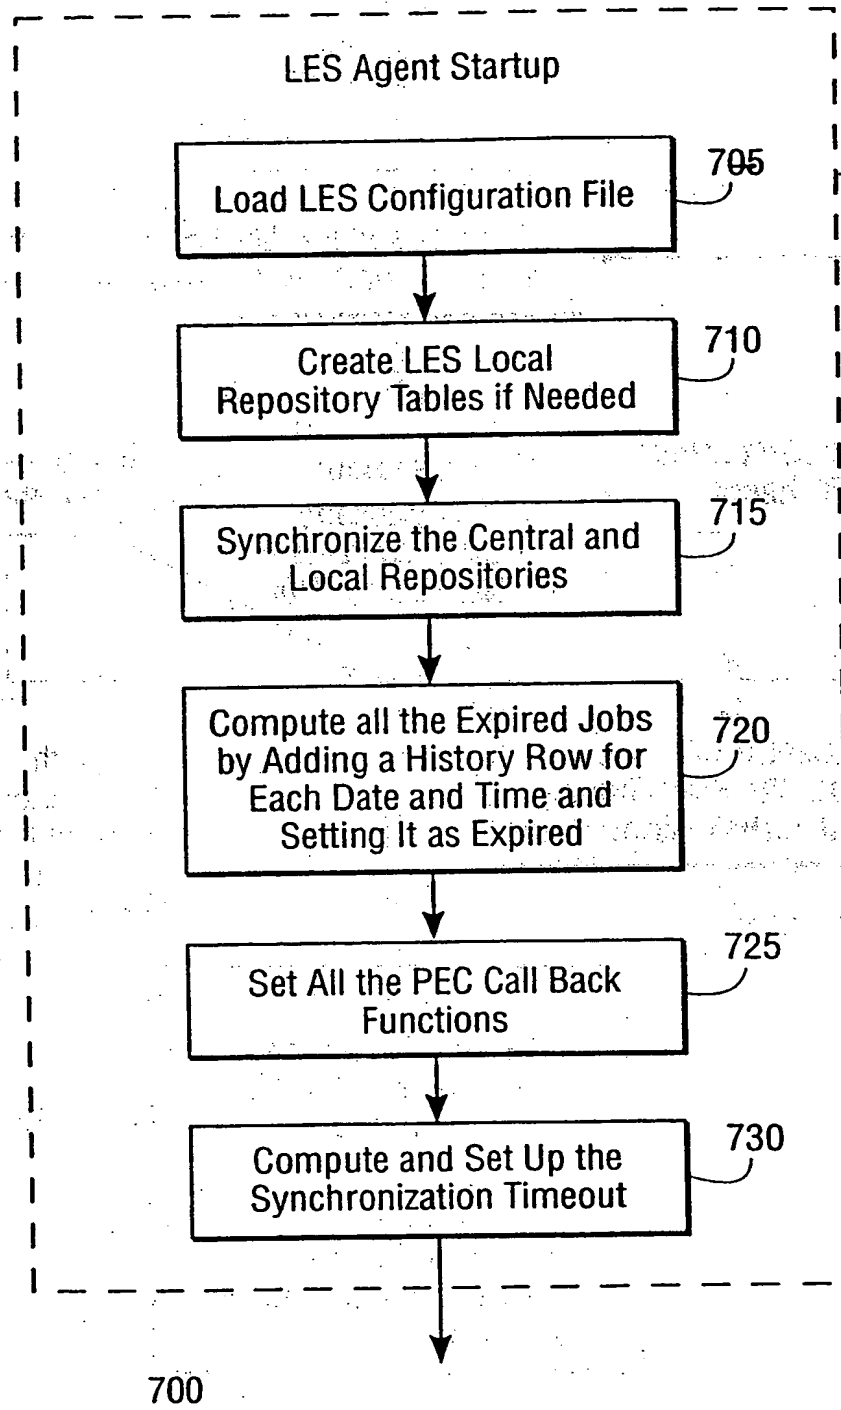 LES Agent Startup
Load LES Configuration File
705
Create LES Local
Repository Tables if Needed
710
Synchronize the Central and
Local Repositories
715
Compute all the Expired Jobs
by Adding a History Row for
Each Date and Time and
Setting It as Expired
720
Set All the PEC Call Back
Functions
725
Compute and Set Up the
Synchronization Timeout
730
700